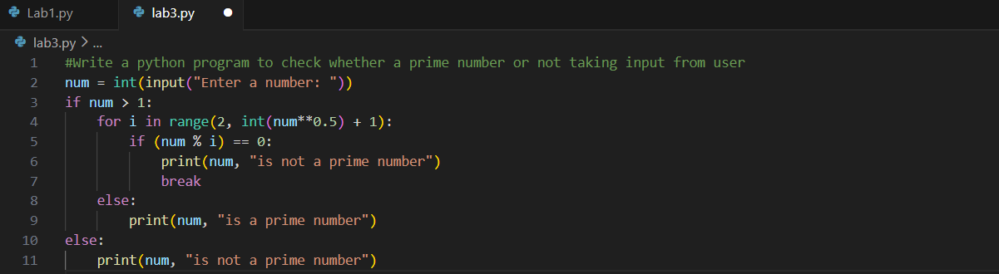 Lab1.py lab3.py
lab3.py > ...
1 #Write a python program to check whether a prime number or not taking input from user
2 num = int(input("Enter a number: "))
3 if num > 1:
4     for i in range(2, int(num**0.5) + 1):
5         if (num % i) == 0:
6             print(num, "is not a prime number")
7             break
8     else:
9         print(num, "is a prime number")
10 else:
11     print(num, "is not a prime number")